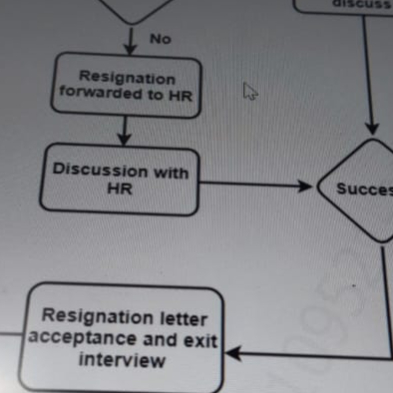 discuss
No
Resignation
forwarded to HR
Discussion with
HR
Succes
Resignation letter
acceptance and exit
interview